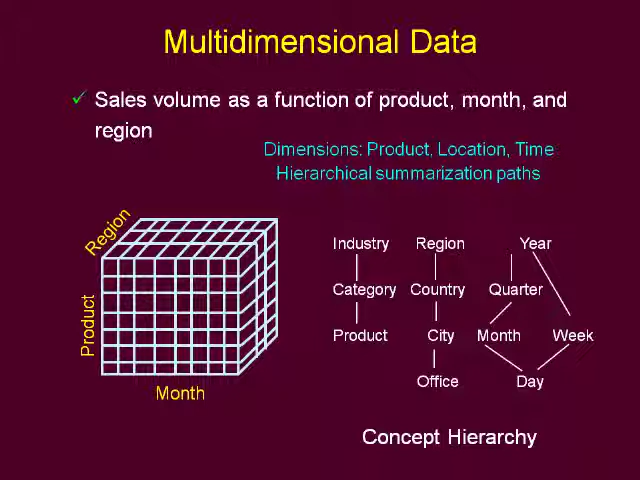 Multidimensional Data
Sales volume as a function of product, month, and
region
Dimensions: Product, Location, Time
Hierarchical summarization paths
Region
Product
Month
Industry Region Year
Category Country Quarter
Product City Month Week
Office Day
Concept Hierarchy